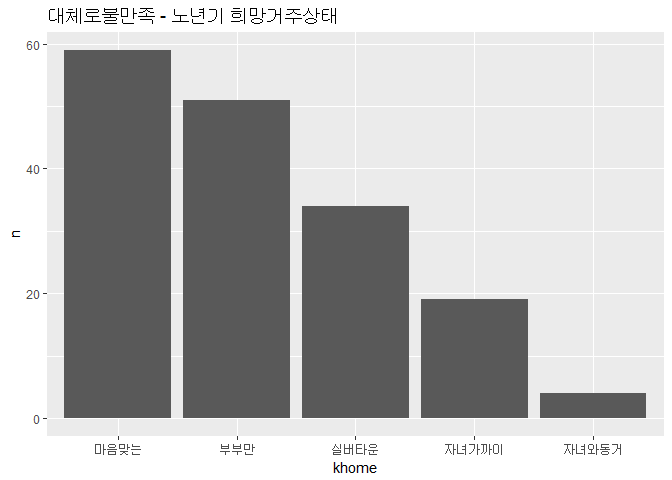 대체로불만족 - 노년기 희망거주상태
60
40
20
0
n
마음맞는 부부만 실버타운 자녀가까이 자녀와동거
khome